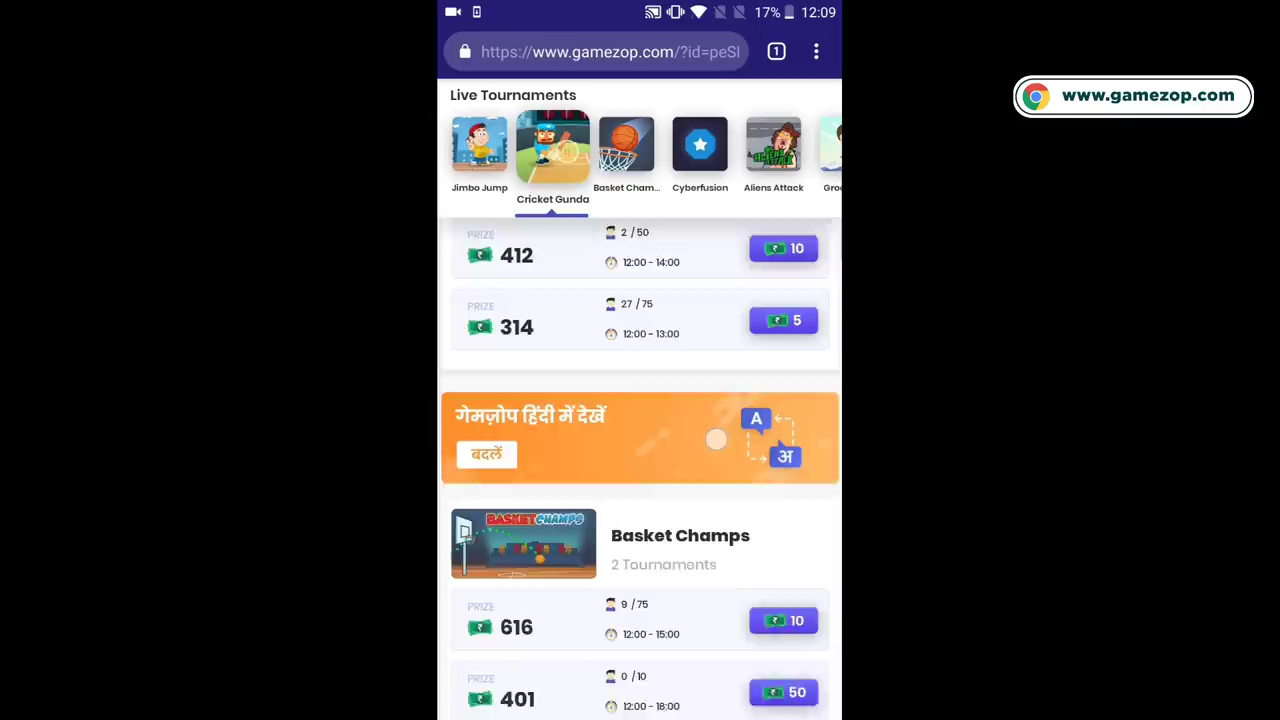 17% 12:09
https://www.gamezop.com/?id=peSl
1
www.gamezop.com
Live Tournaments
Jimbo Jump
Cricket Gunda
Basket Cham...
Cyberfusion
Aliens Attack
Groo
PRIZE
412
2 / 50
12:00 - 14:00
10
PRIZE
314
27 / 75
12:00 - 13:00
5
गेमज़ोप हिंदी में देखें
बदलें
A
अ
BASKET CHAMPS
Basket Champs
2 Tournaments
PRIZE
616
9 / 75
12:00 - 15:00
10
PRIZE
401
0 / 10
12:00 - 18:00
50